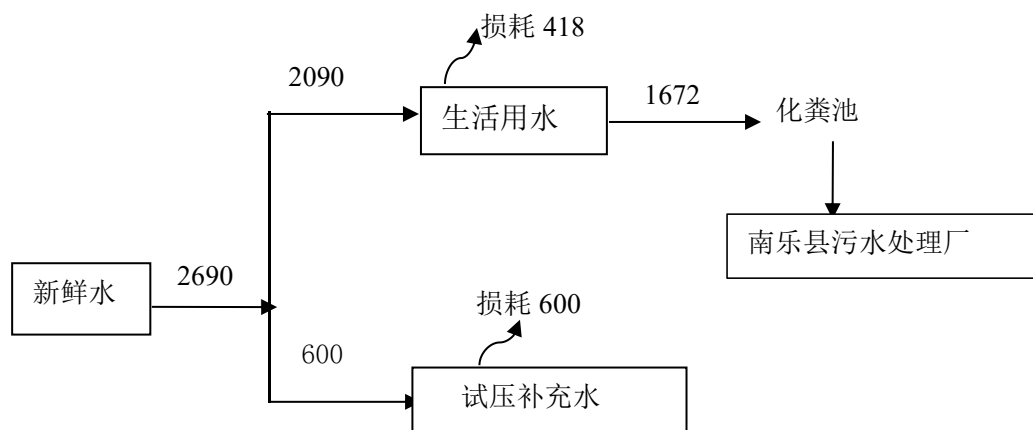 损耗 418
2090
生活用水
1672
化粪池
南乐县污水处理厂
新鲜水
2690
损耗 600
600
试压补充水